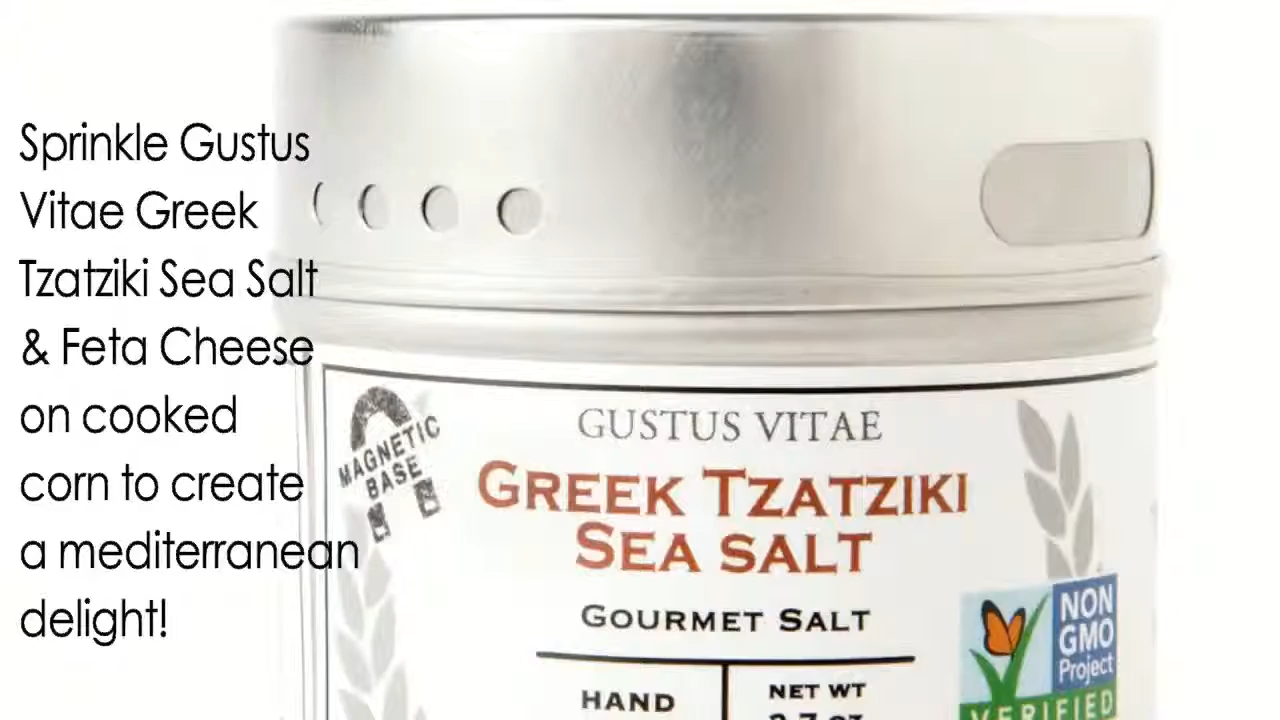 Sprinkle Gustus
Vitae Greek
Tzatziki Sea Salt
& Feta Cheese
on cooked
corn to create
a mediterranean
delight!
MAGNETIC
BASE
GUSTUS VITAE
GREEK TZATZIKI
SEA SALT
GOURMET SALT
HAND
NET WT
NON
GMO
Project
VERIFIED